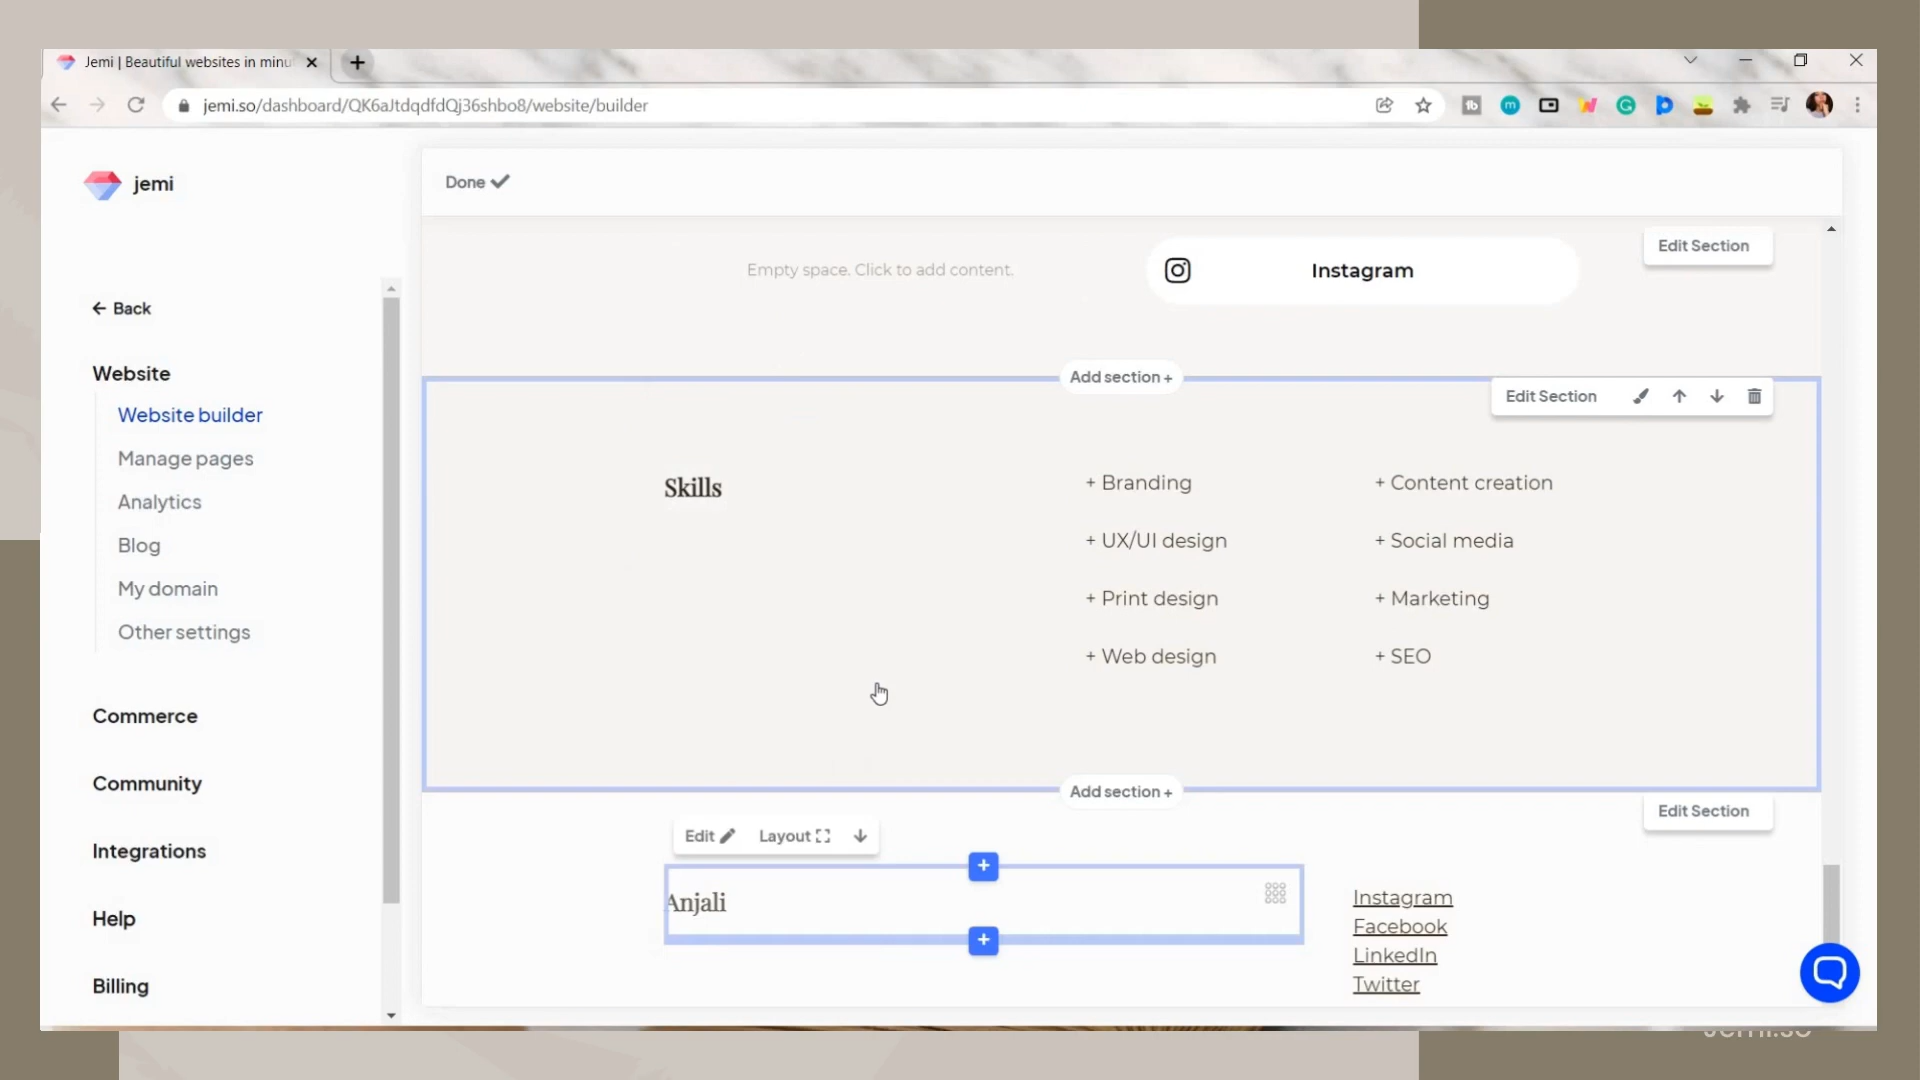 Jemi | Beautiful websites in minu
jemi.so/dashboard/QK6aJtdqdfdQj36shbo8/website/builder
jemi
Done
Back
Website
Website builder
Manage pages
Analytics
Blog
My domain
Other settings
Commerce
Community
Integrations
Help
Billing
Empty space. Click to add content.
Instagram
Edit Section
Add section +
Edit Section
Skills
+ Branding
+ Content creation
+ UX/UI design
+ Social media
+ Print design
+ Marketing
+ Web design
+ SEO
Add section +
Edit Section
Edit
Layout
Anjali
Instagram
Facebook
LinkedIn
Twitter